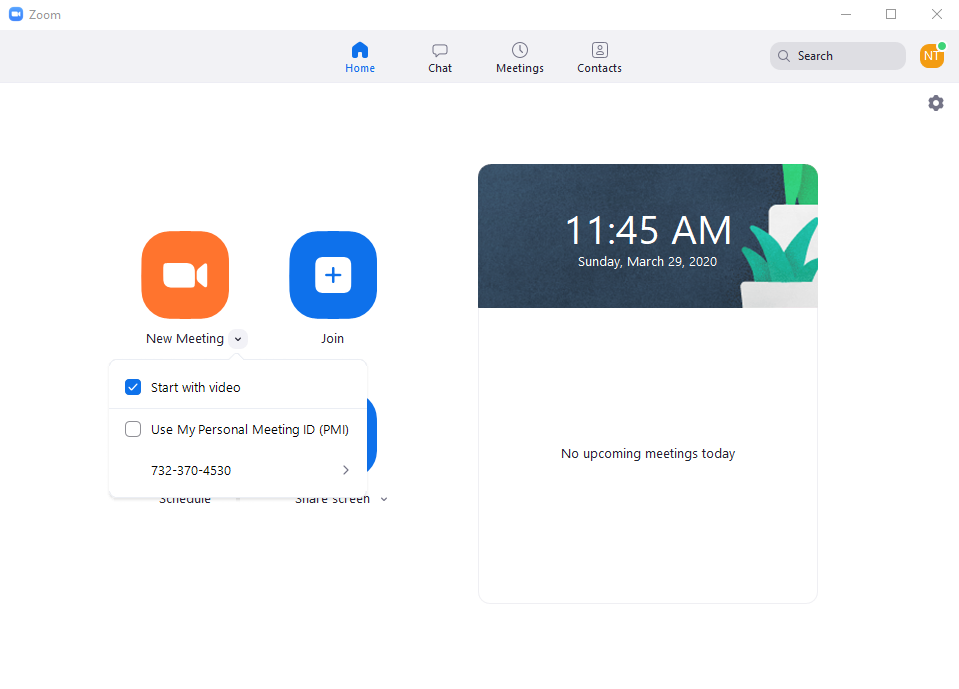 Zoom
Home
Chat
Meetings
Contacts
Search
NT
11:45 AM
Sunday, March 29, 2020
New Meeting
Join
Start with video
Use My Personal Meeting ID (PMI)
732-370-4530
Schedule
Share screen
No upcoming meetings today